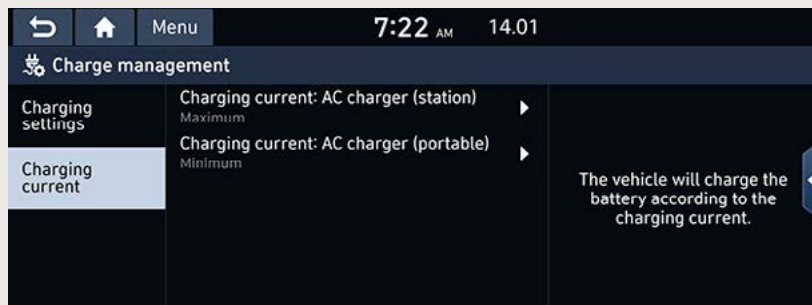 Menu
7:22 AM
14.01
Charge management
Charging
settings
Charging
current
Charging current: AC charger (station)
Maximum
Charging current: AC charger (portable)
Minimum
The vehicle will charge the
battery according to the
charging current.